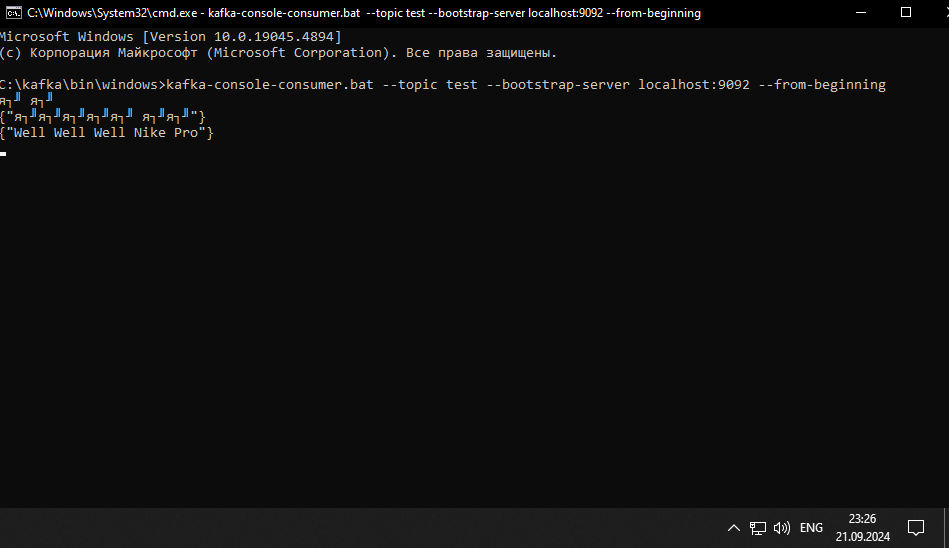 C:\Windows\System32\cmd.exe - kafka-console-consumer.bat --topic test --bootstrap-server localhost:9092 --from-beginning
Microsoft Windows [Version 10.0.19045.4894]
(c) Корпорация Майкрософт (Microsoft Corporation). Все права защищены.
C:\kafka\bin\windows>kafka-console-consumer.bat --topic test --bootstrap-server localhost:9092 --from-beginning
я┐╜ я┐╜
{"я┐╜я┐╜я┐╜я┐╜я┐╜ я┐╜я┐╜"}
{"Well Well Well Nike Pro"}
ENG
23:26
21.09.2024